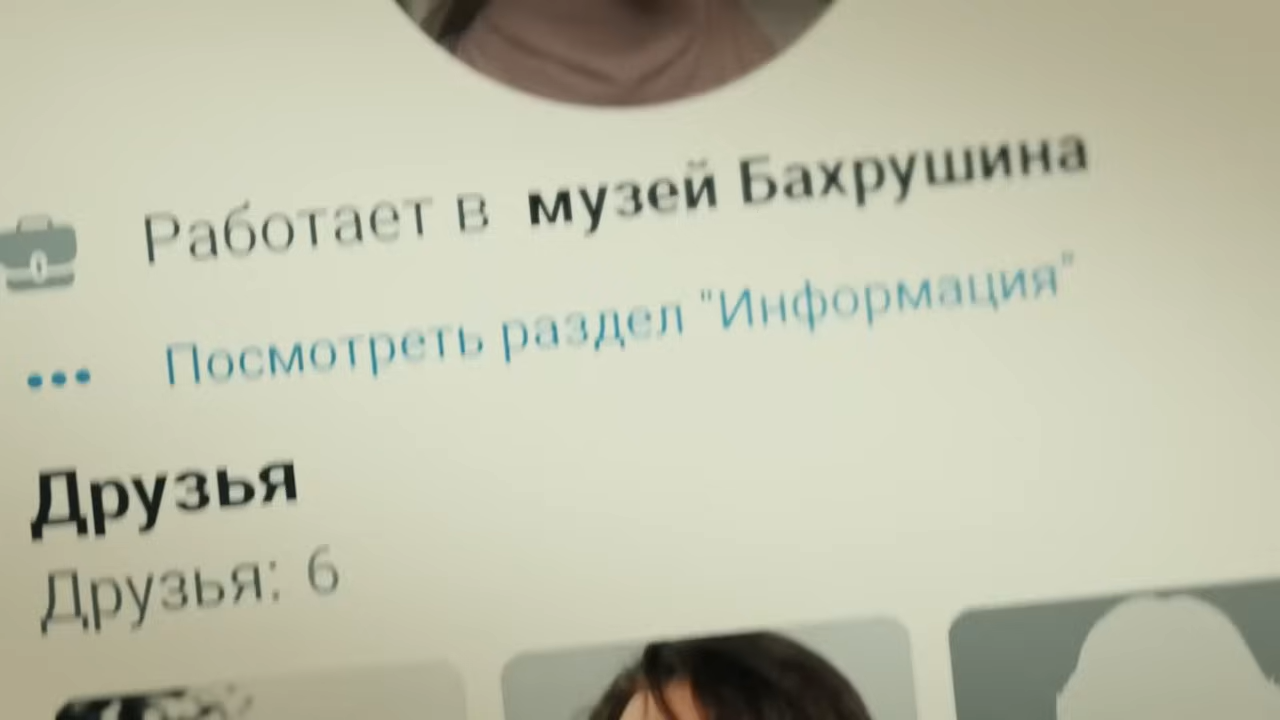 Работает в музей Бахрушина
Посмотреть раздел "Информация"
Друзья
Друзья: 6